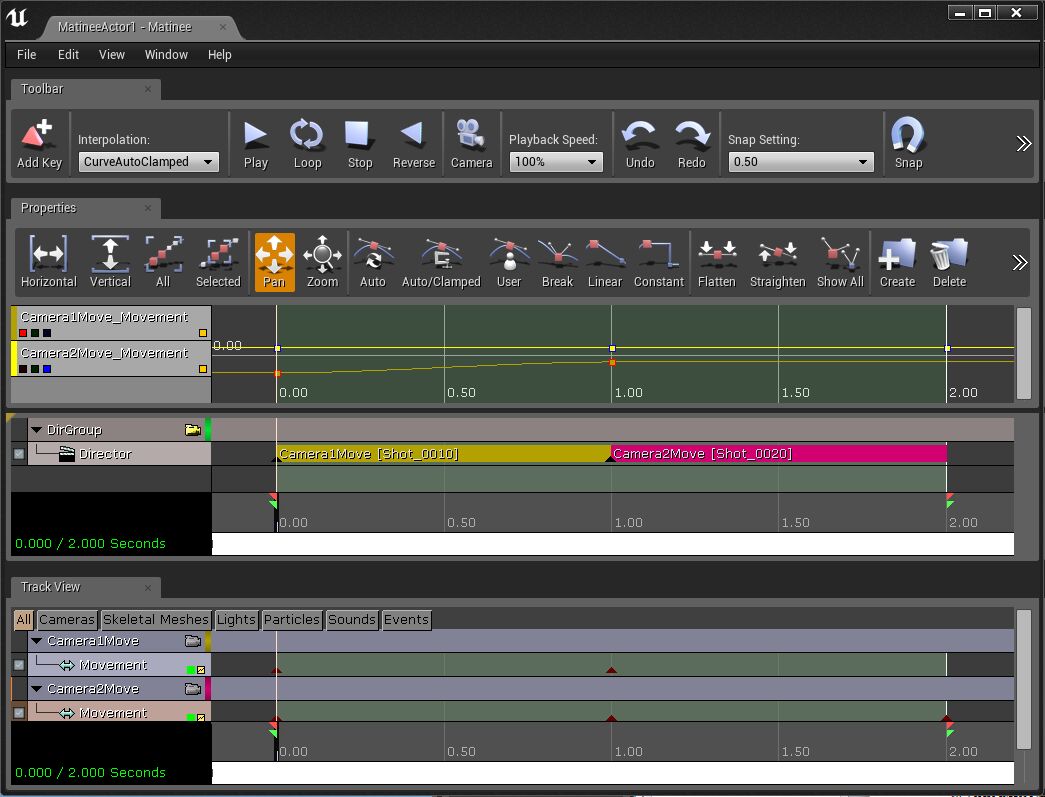 MatineeActor1 - Matinee
File Edit View Window Help
Toolbar
Add Key
Interpolation:
CurveAutoClamped
Play Loop Stop Reverse Camera
Playback Speed:
100%
Undo Redo
Snap Setting:
0.50
Snap
Properties
Horizontal Vertical All Selected Pan Zoom Auto Auto/Clamped User Break Linear Constant Flatten Straighten Show All Create Delete
Camera1Move_Movement
0.00
Camera2Move_Movement
0.00 0.50 1.00 1.50 2.00
DirGroup
Director Camera1Move [Shot_0010] Camera2Move [Shot_0020]
0.00 0.50 1.00 1.50 2.00
0.000 / 2.000 Seconds
Track View
All Cameras Skeletal Meshes Lights Particles Sounds Events
Camera1Move
Movement
Camera2Move
Movement
0.00 0.50 1.00 1.50 2.00
0.000 / 2.000 Seconds